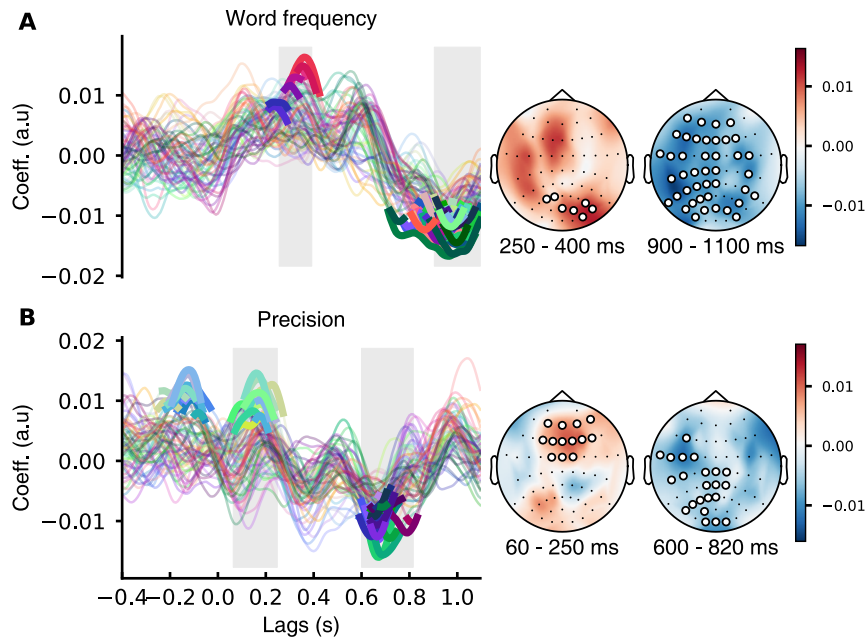 A
Word frequency
Coeff. (a.u)
0.01
0.00
−0.01
−0.02
250 - 400 ms
900 - 1100 ms
0.01
0.00
−0.01
B
Precision
Coeff. (a.u)
0.02
0.01
0.00
−0.01
−0.4 −0.2 0.0 0.2 0.4 0.6 0.8 1.0
Lags (s)
60 - 250 ms
600 - 820 ms
0.01
0.00
−0.01